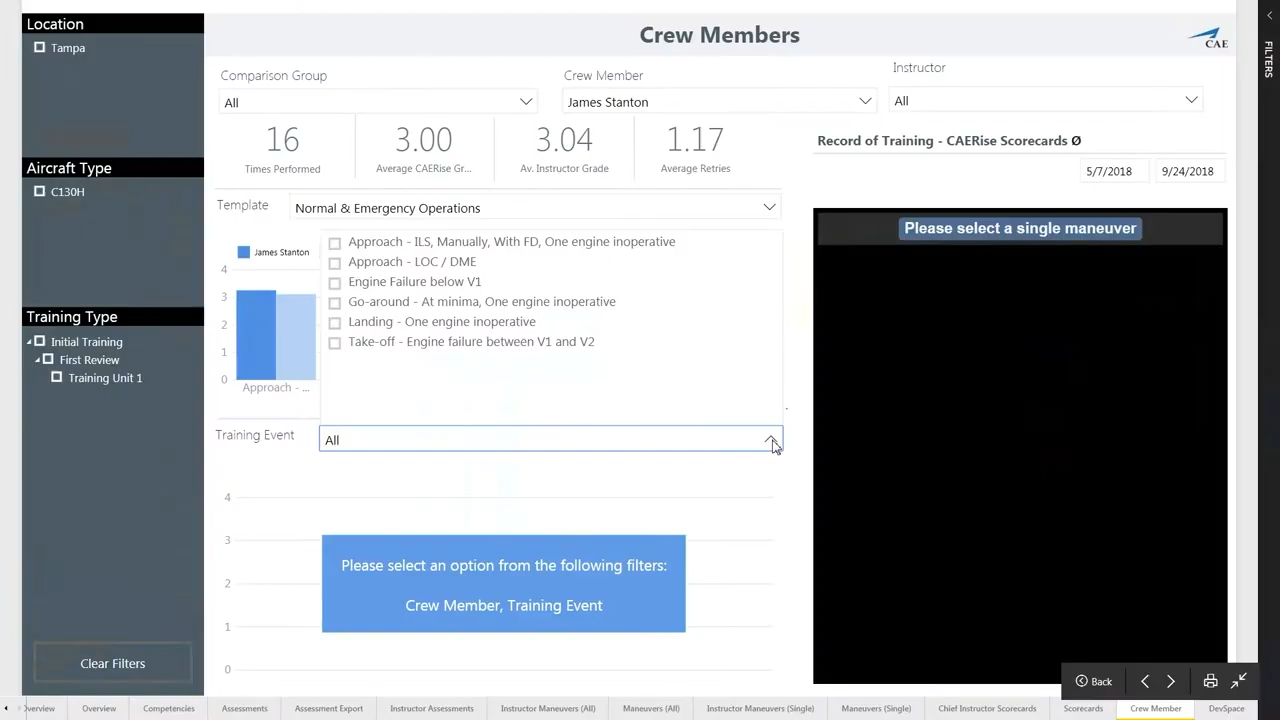 Location
Tampa
Aircraft Type
C130H
Training Type
Initial Training
First Review
Training Unit 1
Clear Filters
Crew Members
CAE
Comparison Group
All
Crew Member
James Stanton
Instructor
All
16
Times Performed
3.00
Average CAERise Gr...
3.04
Av. Instructor Grade
1.17
Average Retries
Record of Training - CAERise Scorecards Ø
5/7/2018
9/24/2018
Template
Normal & Emergency Operations
James Stanton
4
3
2
1
0
Approach - ...
Approach - ILS, Manually, With FD, One engine inoperative
Approach - LOC / DME
Engine Failure below V1
Go-around - At minima, One engine inoperative
Landing - One engine inoperative
Take-off - Engine failure between V1 and V2
Training Event
All
4
3
2
1
0
Please select an option from the following filters:
Crew Member, Training Event
Please select a single maneuver
FILTERS
Back
Overview
Competencies
Assessments
Assessment Export
Instructor Assessments
Instructor Maneuvers (All)
Maneuvers (All)
Instructor Maneuvers (Single)
Maneuvers (Single)
Chief Instructor Scorecards
Scorecards
Crew Member
DevSpace